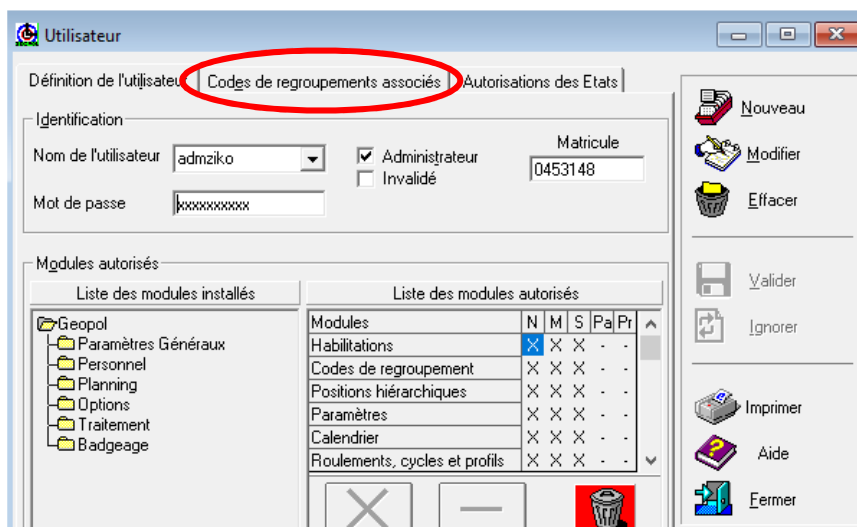 Utilisateur
Définition de l'utilisateu
Codes de regroupements associés
Autorisations des Etats
Identification
Nom de l'utilisateur
admziko
Administrateur
Invalidé
Matricule
0453148
Mot de passe
xxxxxxxxxx
Modules autorisés
Liste des modules installés
Geopol
Paramètres Généraux
Personnel
Planning
Options
Traitement
Badgeage
Liste des modules autorisés
Modules N M S Pa Pr
Habilitations X X X - -
Codes de regroupement X X X - -
Positions hiérarchiques X X X - -
Paramètres X X X - -
Calendrier X X X - -
Roulements, cycles et profils X X X - -
Nouveau
Modifier
Effacer
Valider
Ignorer
Imprimer
Aide
Fermer